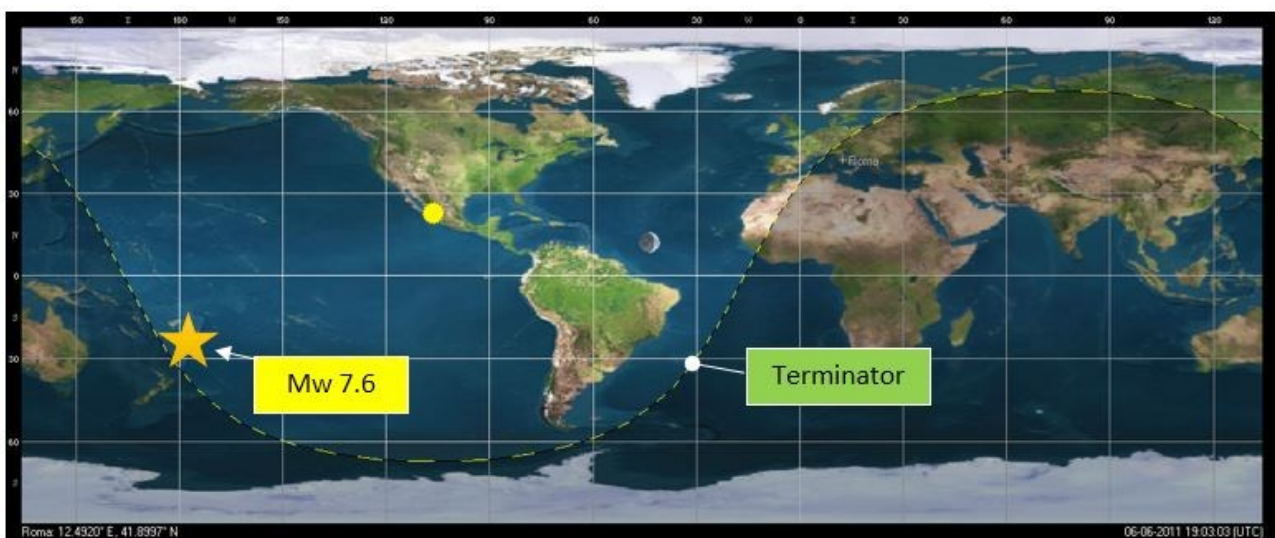 150 E 180 W 150 120 90 60 30 0 E 30 60 90 120
N
60
Roma
30
N
0
S
Mw 7.6
30
Terminator
60
S
Roma: 12.4920° E, 41.8997° N
06-06-2011 19:03:03 (UTC)